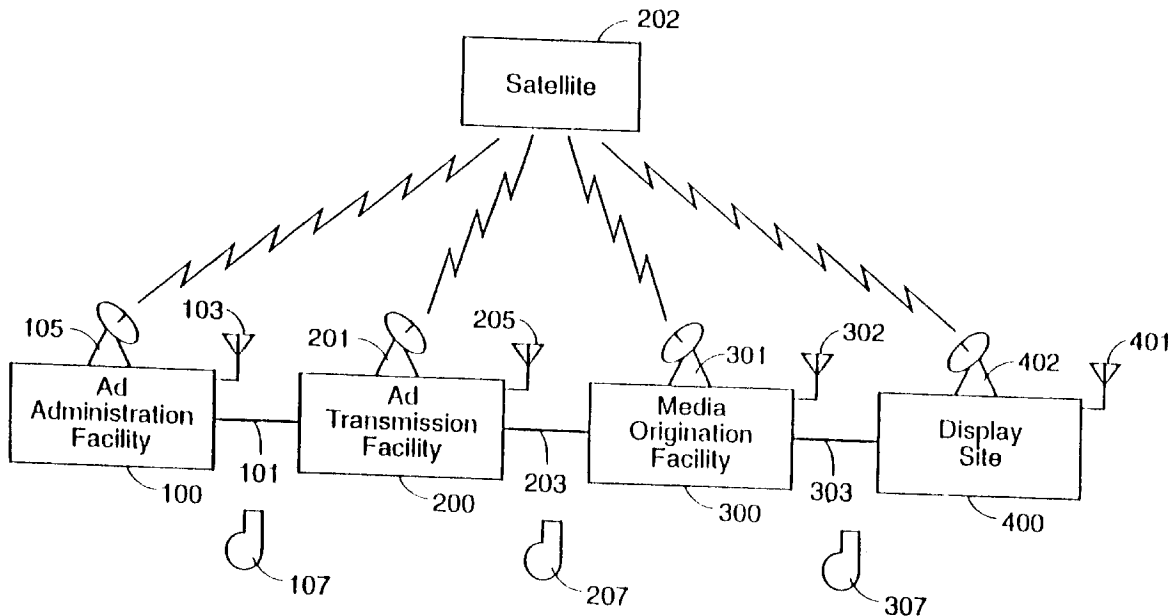 202
Satellite
103
205
302
401
105
201
301
402
Ad
Administration
Facility
Ad
Transmission
Facility
Media
Origination
Facility
Display
Site
100
101
200
203
300
303
400
107
207
307